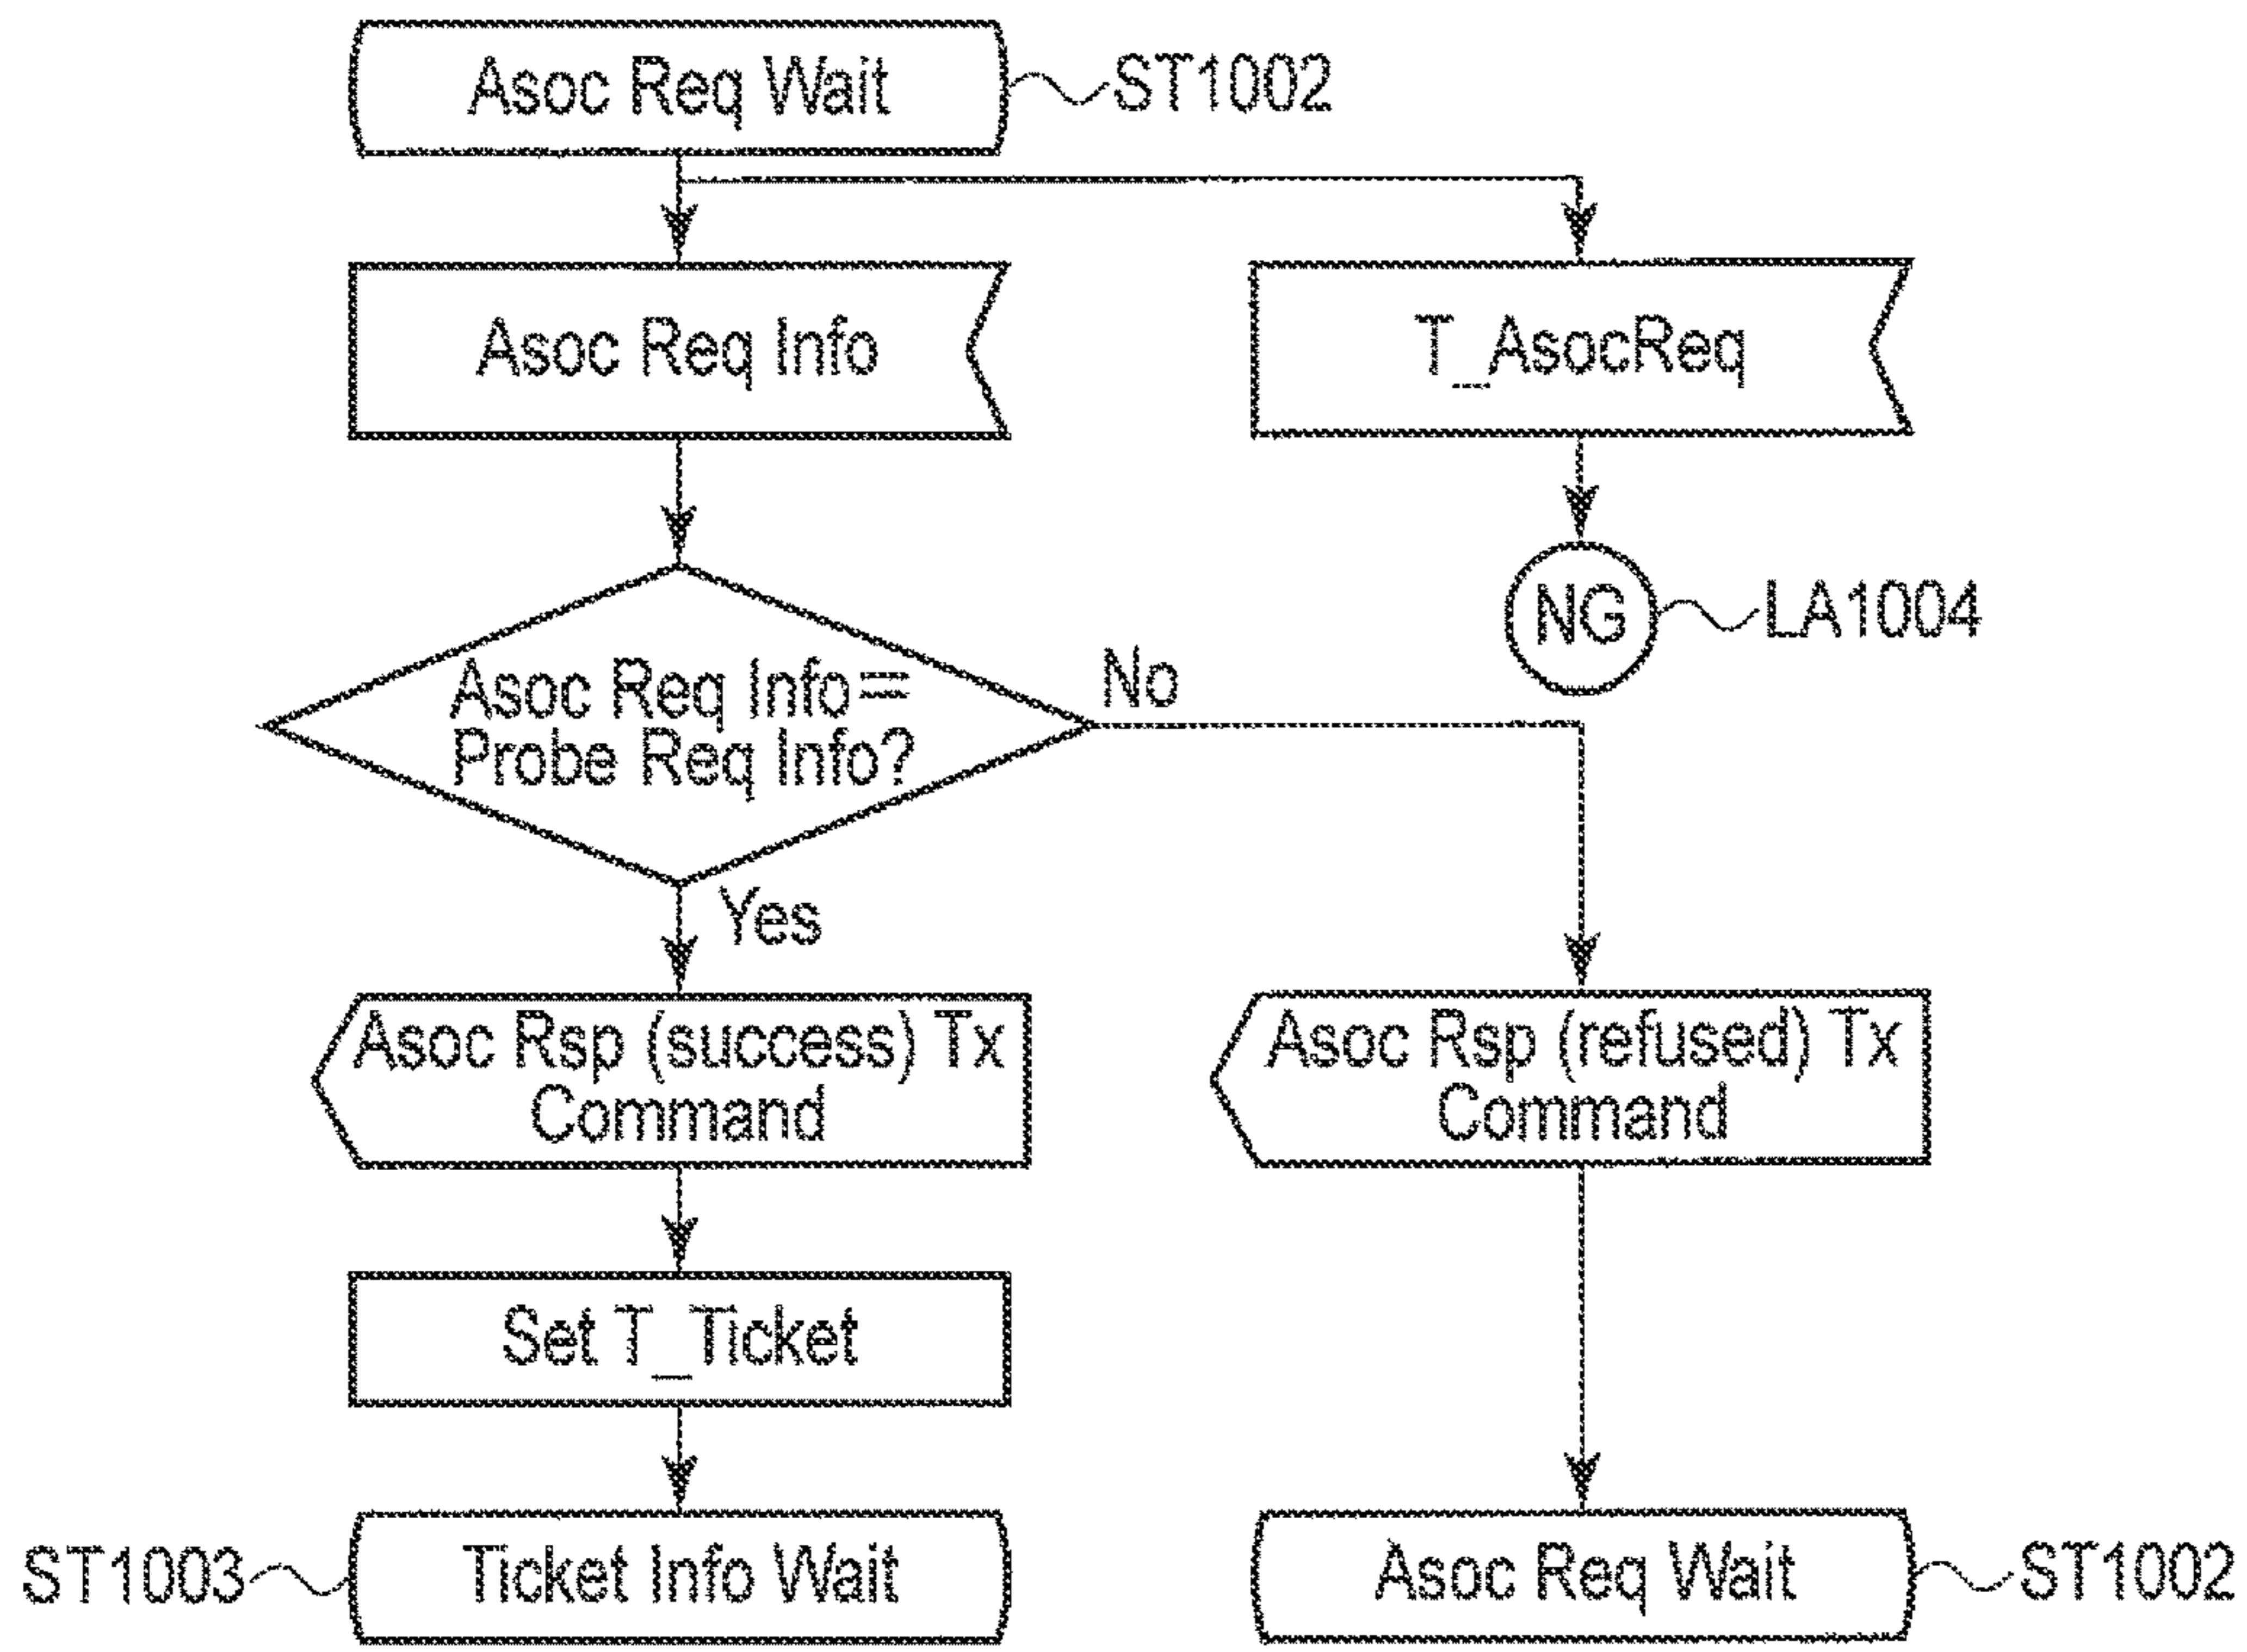 Asoc Req Wait
ST1002
Asoc Req Info
T_AsocReq
NG
LA1004
Asoc Req Info=
Probe Req Info?
No
Yes
Asoc Rsp (success) Tx
Command
Asoc Rsp (refused) Tx
Command
Set T_Ticket
ST1003
Ticket Info Wait
Asoc Req Wait
ST1002